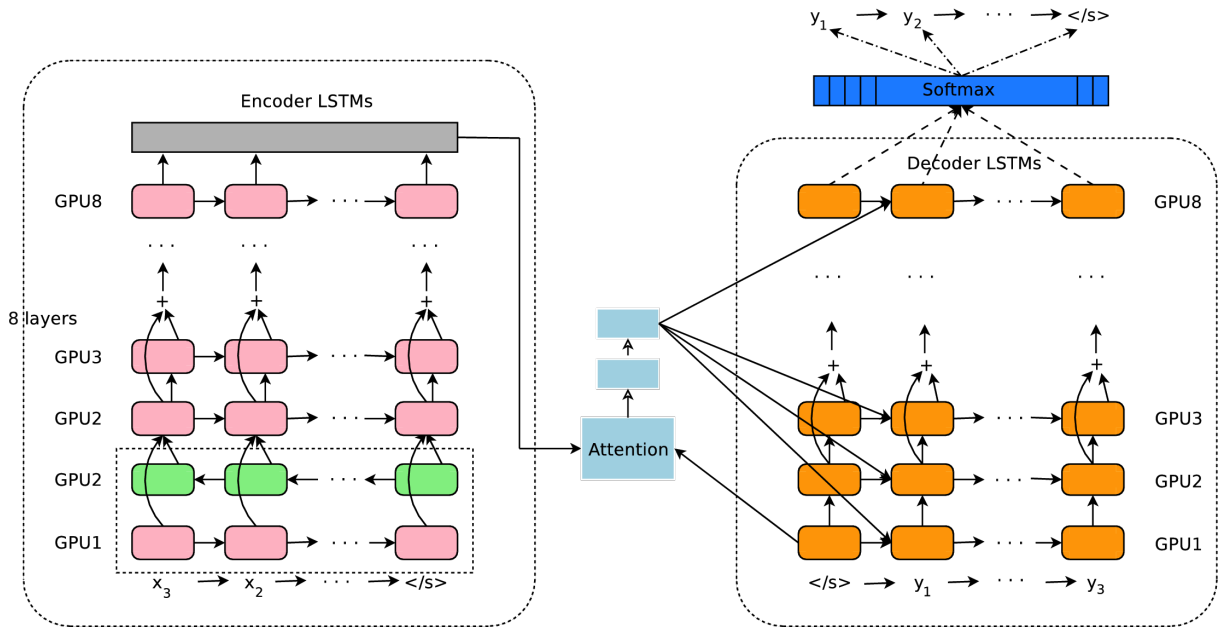 y1 y2 · · · </s>
Softmax
Encoder LSTMs
Decoder LSTMs
GPU8 · · · · · · GPU8
· · · · · · · · · · · · · · · · · ·
+ + +
8 layers
+ + +
GPU3 · · ·
GPU2 · · · · · · GPU3
Attention
GPU2 · · · · · · GPU2
GPU1 · · · · · · GPU1
x3 x2 · · · </s> </s> y1 · · · y3